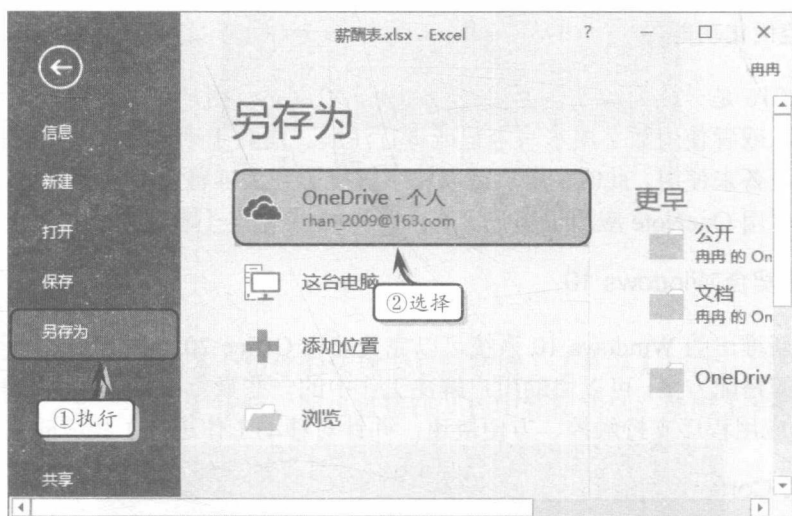 薪酬表.xlsx - Excel
?
冉冉
信息
新建
打开
保存
另存为
①执行
共享
另存为
OneDrive - 个人
rhan_2009@163.com
这台电脑
②选择
添加位置
浏览
更早
公开
冉冉 的 On
文档
冉冉 的 On
OneDriv